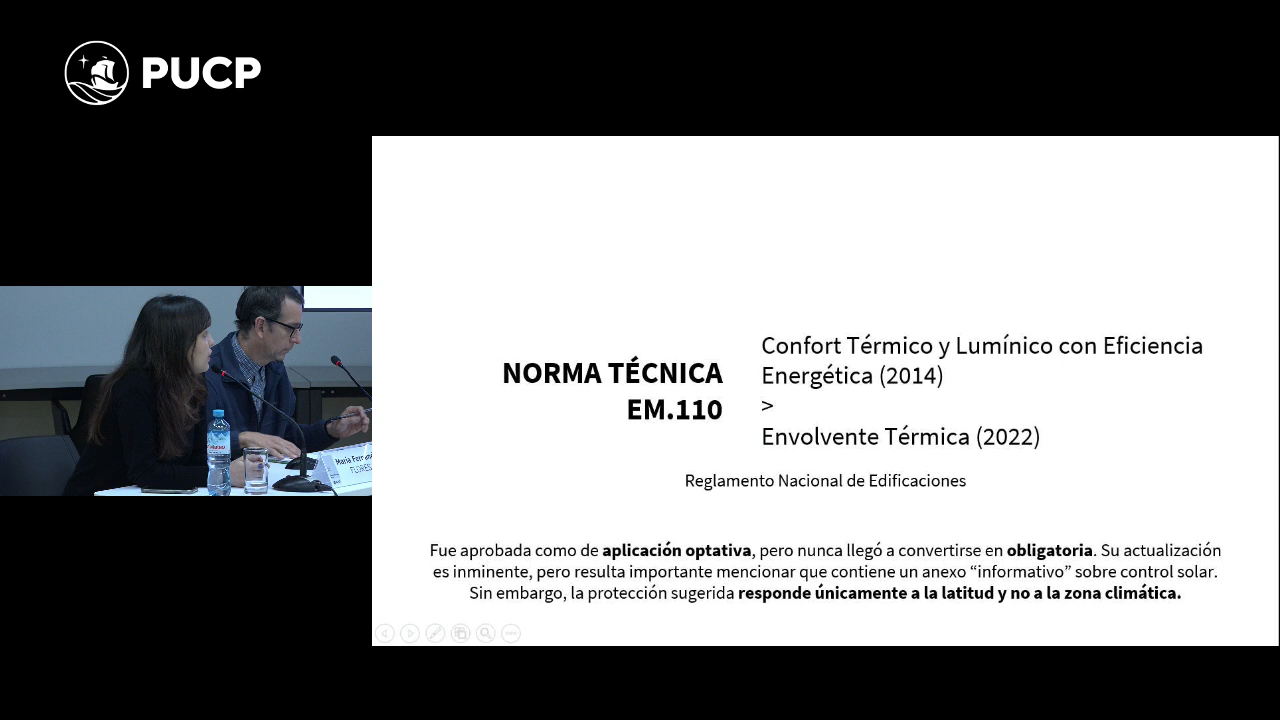 PUCP
NORMA TÉCNICA
EM.110
Confort Térmico y Lumínico con Eficiencia
Energética (2014)
>
Envolvente Térmica (2022)
Reglamento Nacional de Edificaciones
Fue aprobada como de aplicación optativa, pero nunca llegó a convertirse en obligatoria. Su actualización
es inminente, pero resulta importante mencionar que contiene un anexo “informativo” sobre control solar.
Sin embargo, la protección sugerida responde únicamente a la latitud y no a la zona climática.
María
FLORES